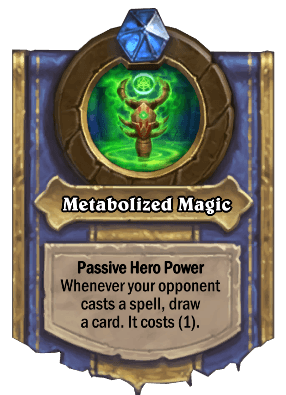 Metabolized Magic
Passive Hero Power
Whenever your opponent
casts a spell, draw
a card. It costs (1).